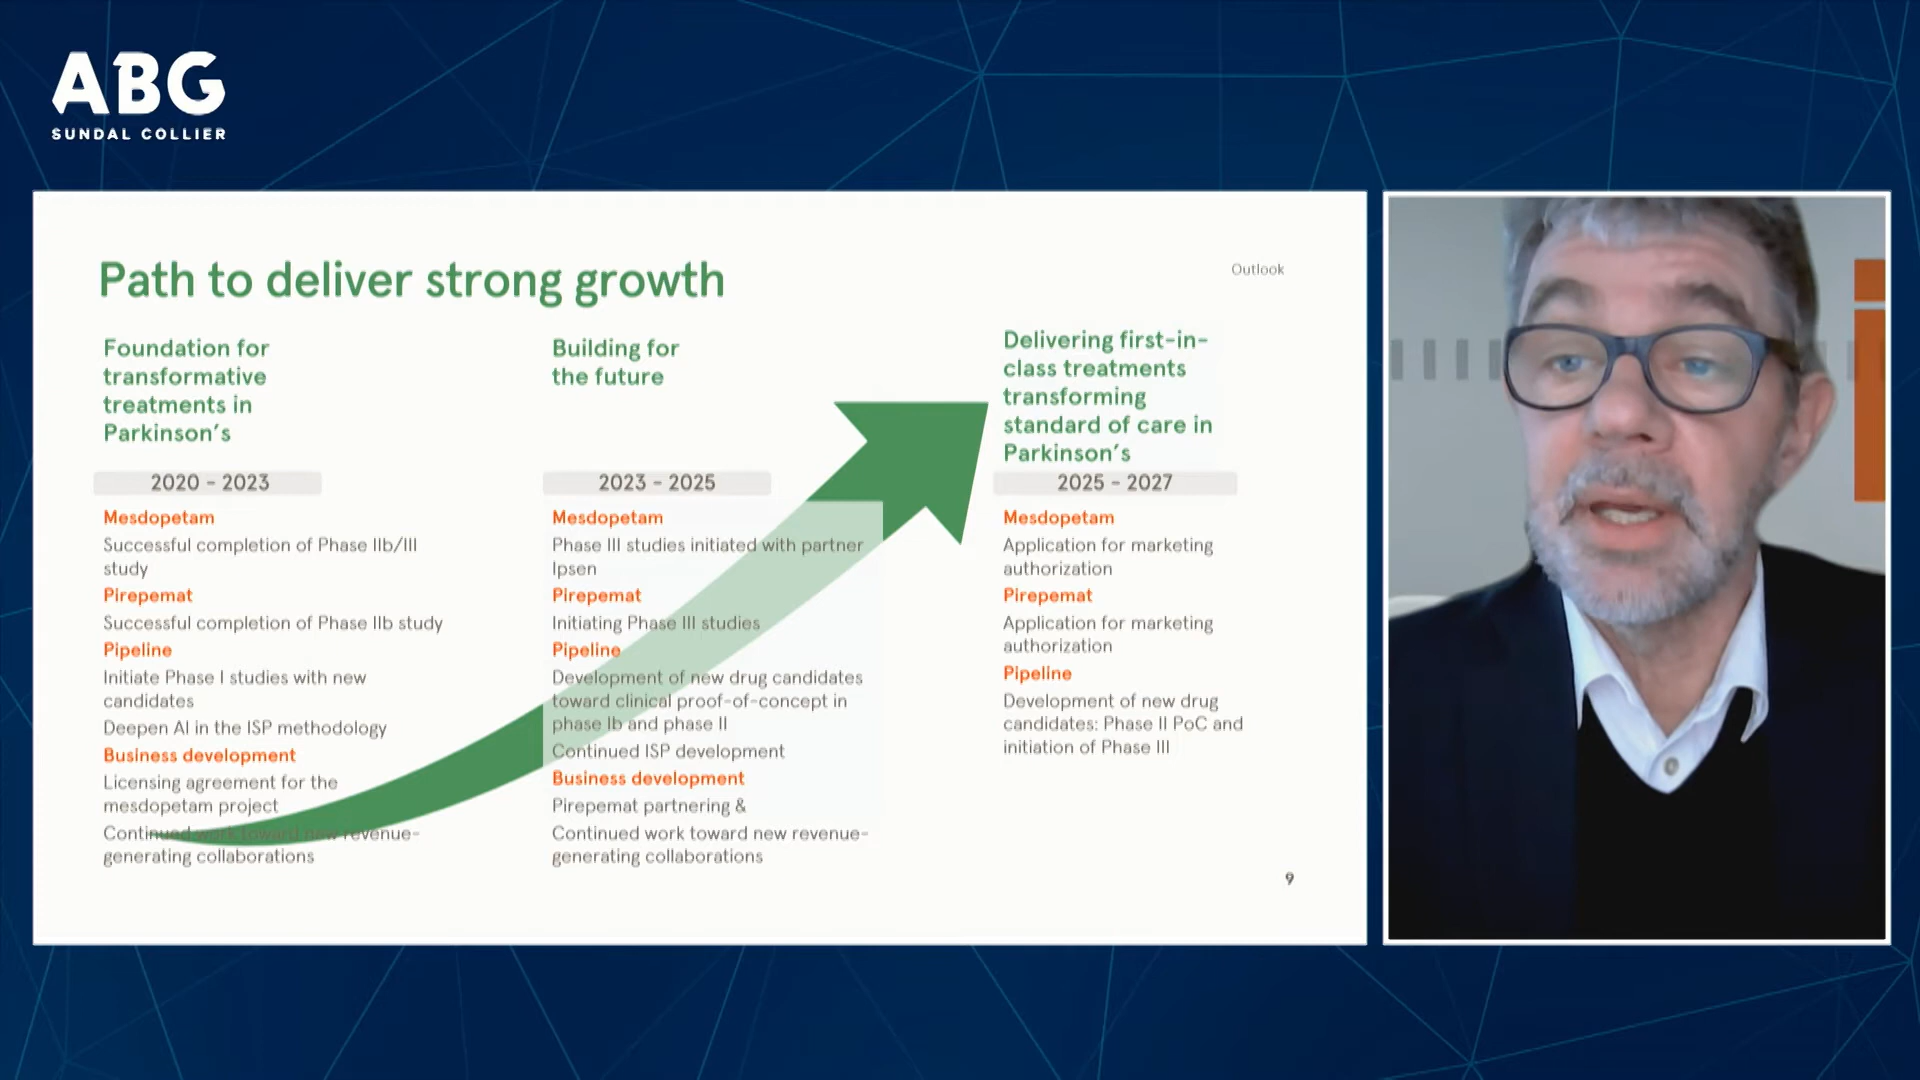 ABG
SUNDAL COLLIER
Path to deliver strong growth
Outlook
Foundation for
transformative
treatments in
Parkinson's
2020 - 2023
Mesdopetam
Successful completion of Phase IIb/III
study
Pirepemat
Successful completion of Phase IIb study
Pipeline
Initiate Phase I studies with new
candidates
Deepen AI in the ISP methodology
Business development
Licensing agreement for the
mesdopetam project
Continued work toward new revenue-
generating collaborations
Building for
the future
2023 - 2025
Mesdopetam
Phase III studies initiated with partner
Ipsen
Pirepemat
Initiating Phase III studies
Pipeline
Development of new drug candidates
toward clinical proof-of-concept in
phase Ib and phase II
Continued ISP development
Business development
Pirepemat partnering &
Continued work toward new revenue-
generating collaborations
Delivering first-in-
class treatments
transforming
standard of care in
Parkinson's
2025 - 2027
Mesdopetam
Application for marketing
authorization
Pirepemat
Application for marketing
authorization
Pipeline
Development of new drug
candidates: Phase II PoC and
initiation of Phase III
9